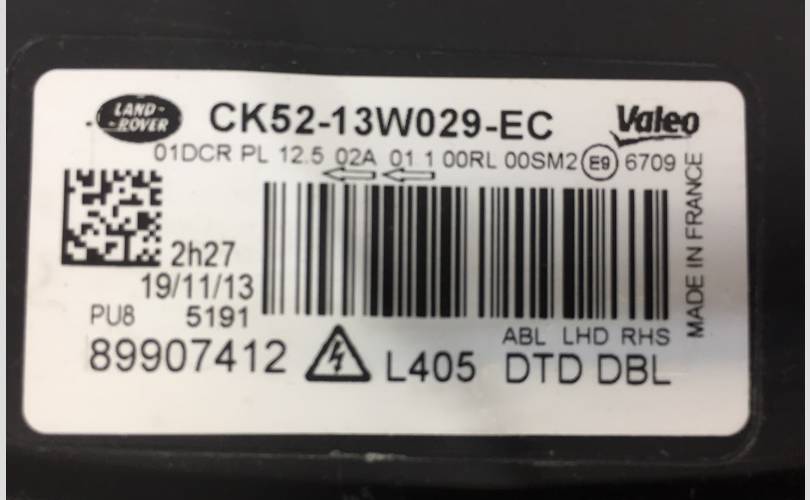 LAND-
-ROVER
CK52-13W029-EC
Valeo
01DCR PL 12.5 02A 01 1 00RL 00SM2 E9 6709
MADE IN FRANCE
2h27
19/11/13
PU8 5191
ABL LHD RHS
89907412 L405 DTD DBL